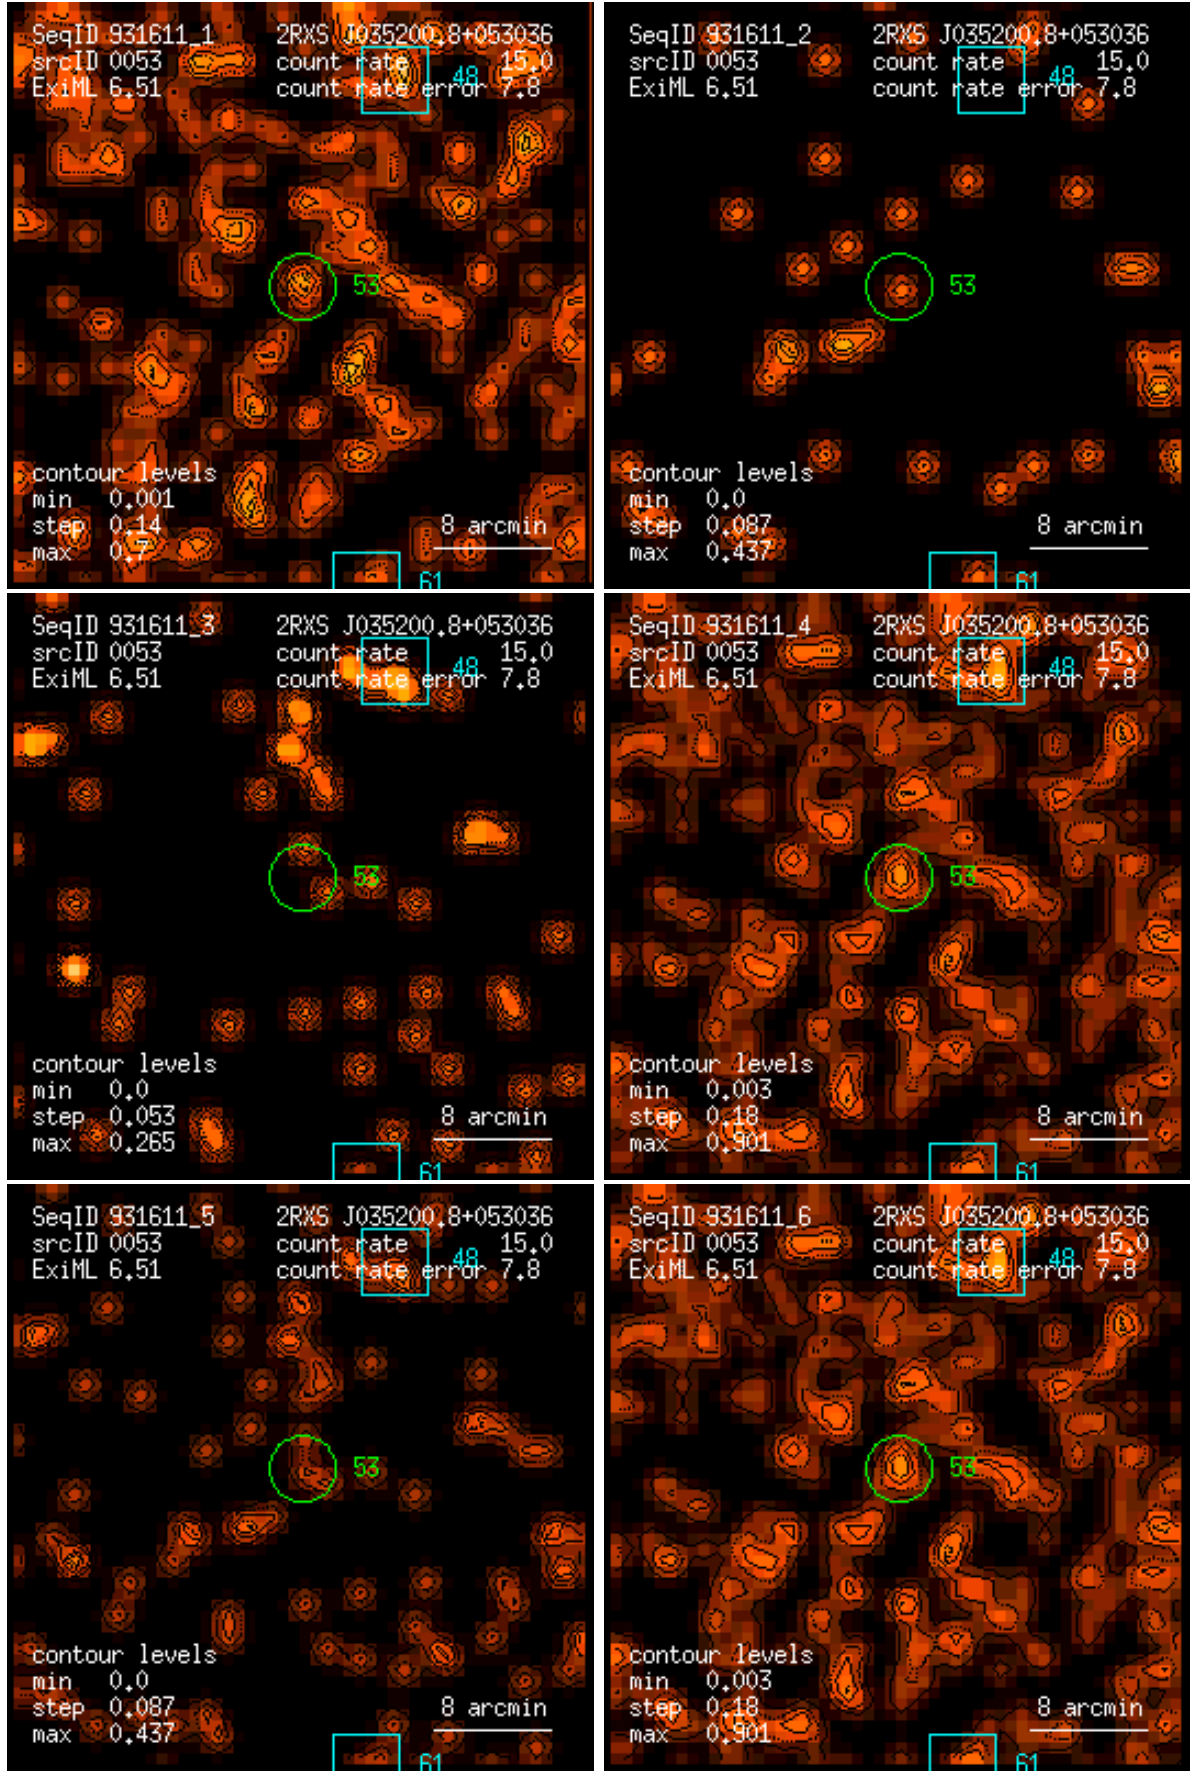 SeqID 931611_1 2RXS J035200.8+053036
srcID 0053 count rate 15.0
ExiML 6.51 count rate error 7.8
48
53
contour levels
min 0.001
step 0.14
max 0.7
8 arcmin
61
SeqID 931611_2 2RXS J035200.8+053036
srcID 0053 count rate 15.0
ExiML 6.51 count rate error 7.8
48
53
contour levels
min 0.0
step 0.087
max 0.437
8 arcmin
61
SeqID 931611_3 2RXS J035200.8+053036
srcID 0053 count rate 15.0
ExiML 6.51 count rate error 7.8
48
53
contour levels
min 0.0
step 0.053
max 0.265
8 arcmin
61
SeqID 931611_4 2RXS J035200.8+053036
srcID 0053 count rate 15.0
ExiML 6.51 count rate error 7.8
48
53
contour levels
min 0.003
step 0.18
max 0.901
8 arcmin
61
SeqID 931611_5 2RXS J035200.8+053036
srcID 0053 count rate 15.0
ExiML 6.51 count rate error 7.8
48
53
contour levels
min 0.0
step 0.087
max 0.437
8 arcmin
61
SeqID 931611_6 2RXS J035200.8+053036
srcID 0053 count rate 15.0
ExiML 6.51 count rate error 7.8
48
53
contour levels
min 0.003
step 0.18
max 0.901
8 arcmin
61